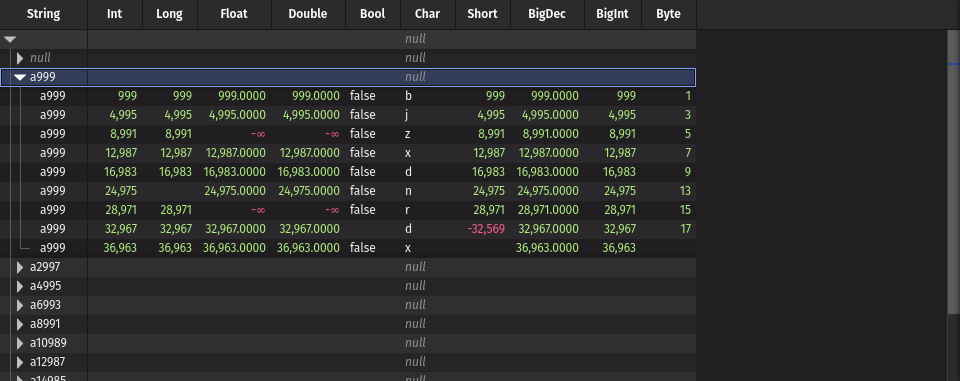 String Int Long Float Double Bool Char Short BigDec BigInt Byte
null
null null
a999 null
a999 999 999 999.0000 999.0000 false b 999 999.0000 999 1
a999 4,995 4,995 4,995.0000 4,995.0000 false j 4,995 4,995.0000 4,995 3
a999 8,991 8,991 -∞ -∞ false z 8,991 8,991.0000 8,991 5
a999 12,987 12,987 12,987.0000 12,987.0000 false x 12,987 12,987.0000 12,987 7
a999 16,983 16,983 16,983.0000 16,983.0000 false d 16,983 16,983.0000 16,983 9
a999 24,975 24,975.0000 24,975.0000 false n 24,975 24,975.0000 24,975 13
a999 28,971 28,971 -∞ -∞ false r 28,971 28,971.0000 28,971 15
a999 32,967 32,967 32,967.0000 32,967.0000 d -32,569 32,967.0000 32,967 17
a999 36,963 36,963 36,963.0000 36,963.0000 false x 36,963.0000 36,963
a2997 null
a4995 null
a6993 null
a8991 null
a10989 null
a12987 null
a14985 null